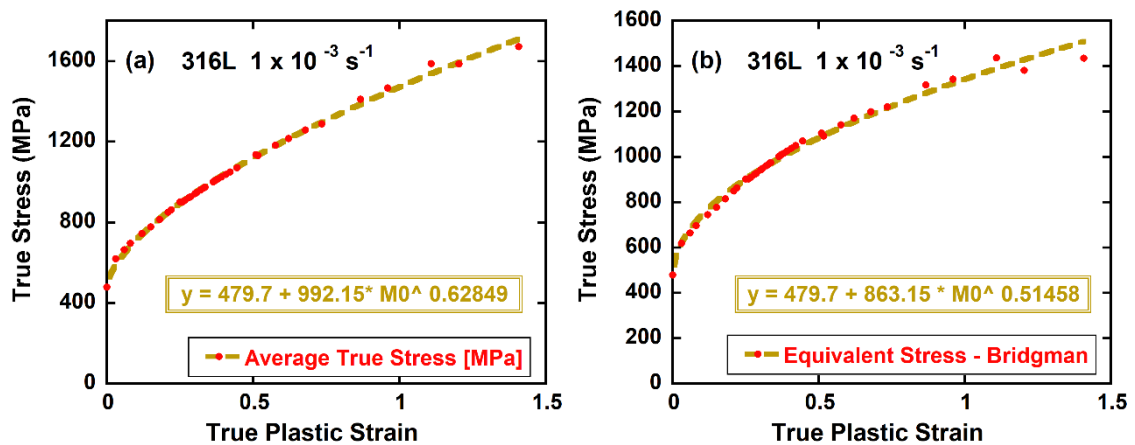 (a) 316L 1 x 10 -3 s-1
True Stress (MPa)
1600
1200
800
400
0
y = 479.7 + 992.15* M0^ 0.62849
Average True Stress [MPa]
0 0.5 1 1.5
True Plastic Strain
(b) 316L 1 x 10 -3 s-1
True Stress (MPa)
1600
1400
1200
1000
800
600
400
200
0
y = 479.7 + 863.15 * M0^ 0.51458
Equivalent Stress - Bridgman
0 0.5 1 1.5
True Plastic Strain